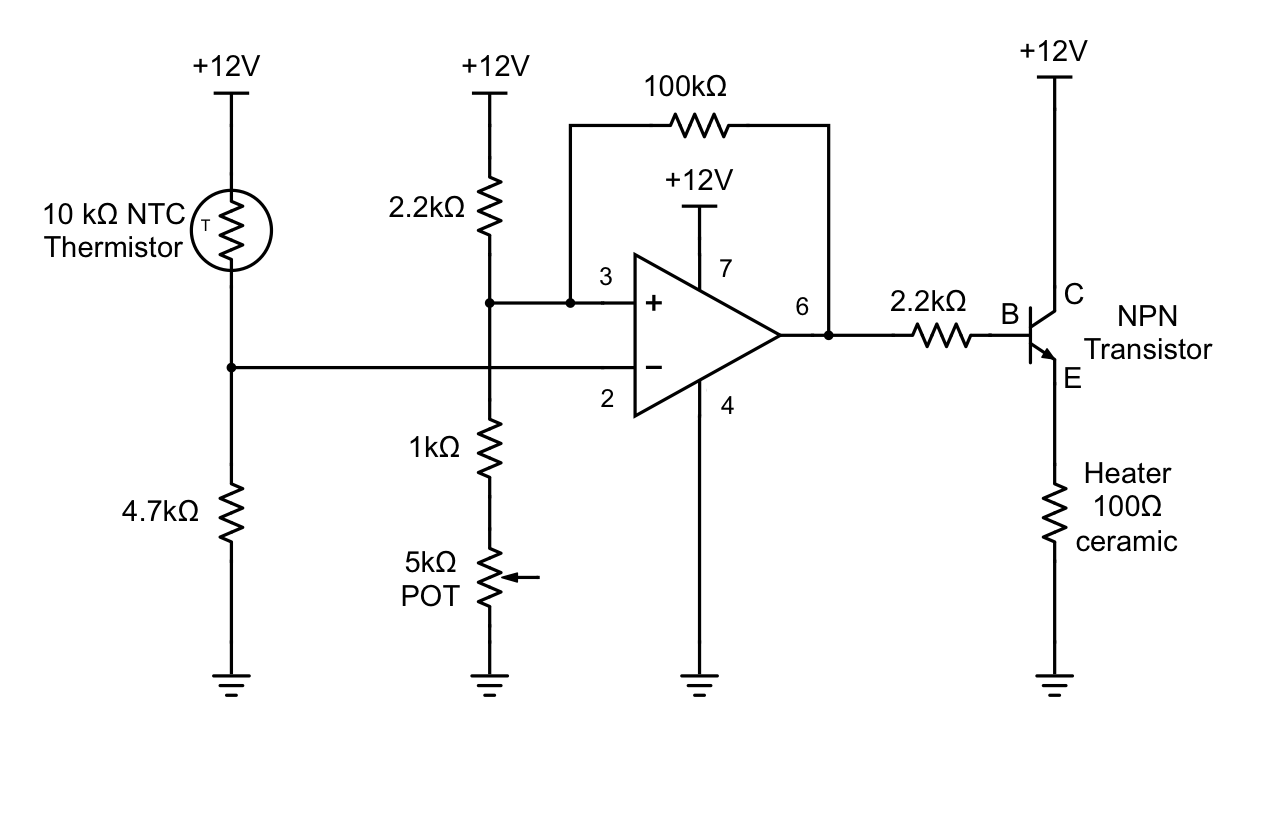 +12V
+12V
+12V
100kΩ
+12V
10 kΩ NTC
Thermistor
T
2.2kΩ
3
7
+
6
2.2kΩ
B
C
NPN
Transistor
E
−
2
4
1kΩ
4.7kΩ
5kΩ
POT
Heater
100Ω
ceramic